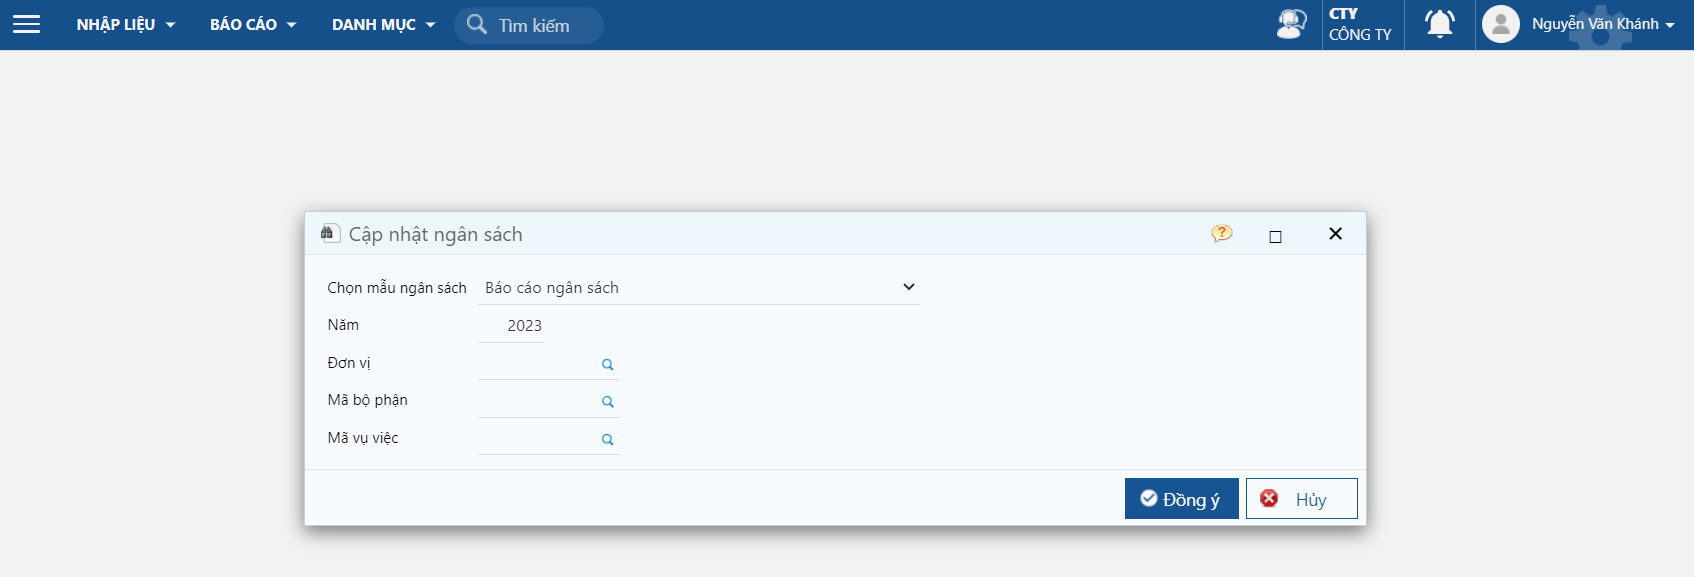 NHẬP LIỆU BÁO CÁO DANH MỤC Tìm kiếm CTY Nguyễn Văn Khánh
CÔNG TY
Cập nhật ngân sách
Chọn mẫu ngân sách Báo cáo ngân sách
Năm 2023
Đơn vị
Mã bộ phận
Mã vụ việc
Đồng ý Hủy